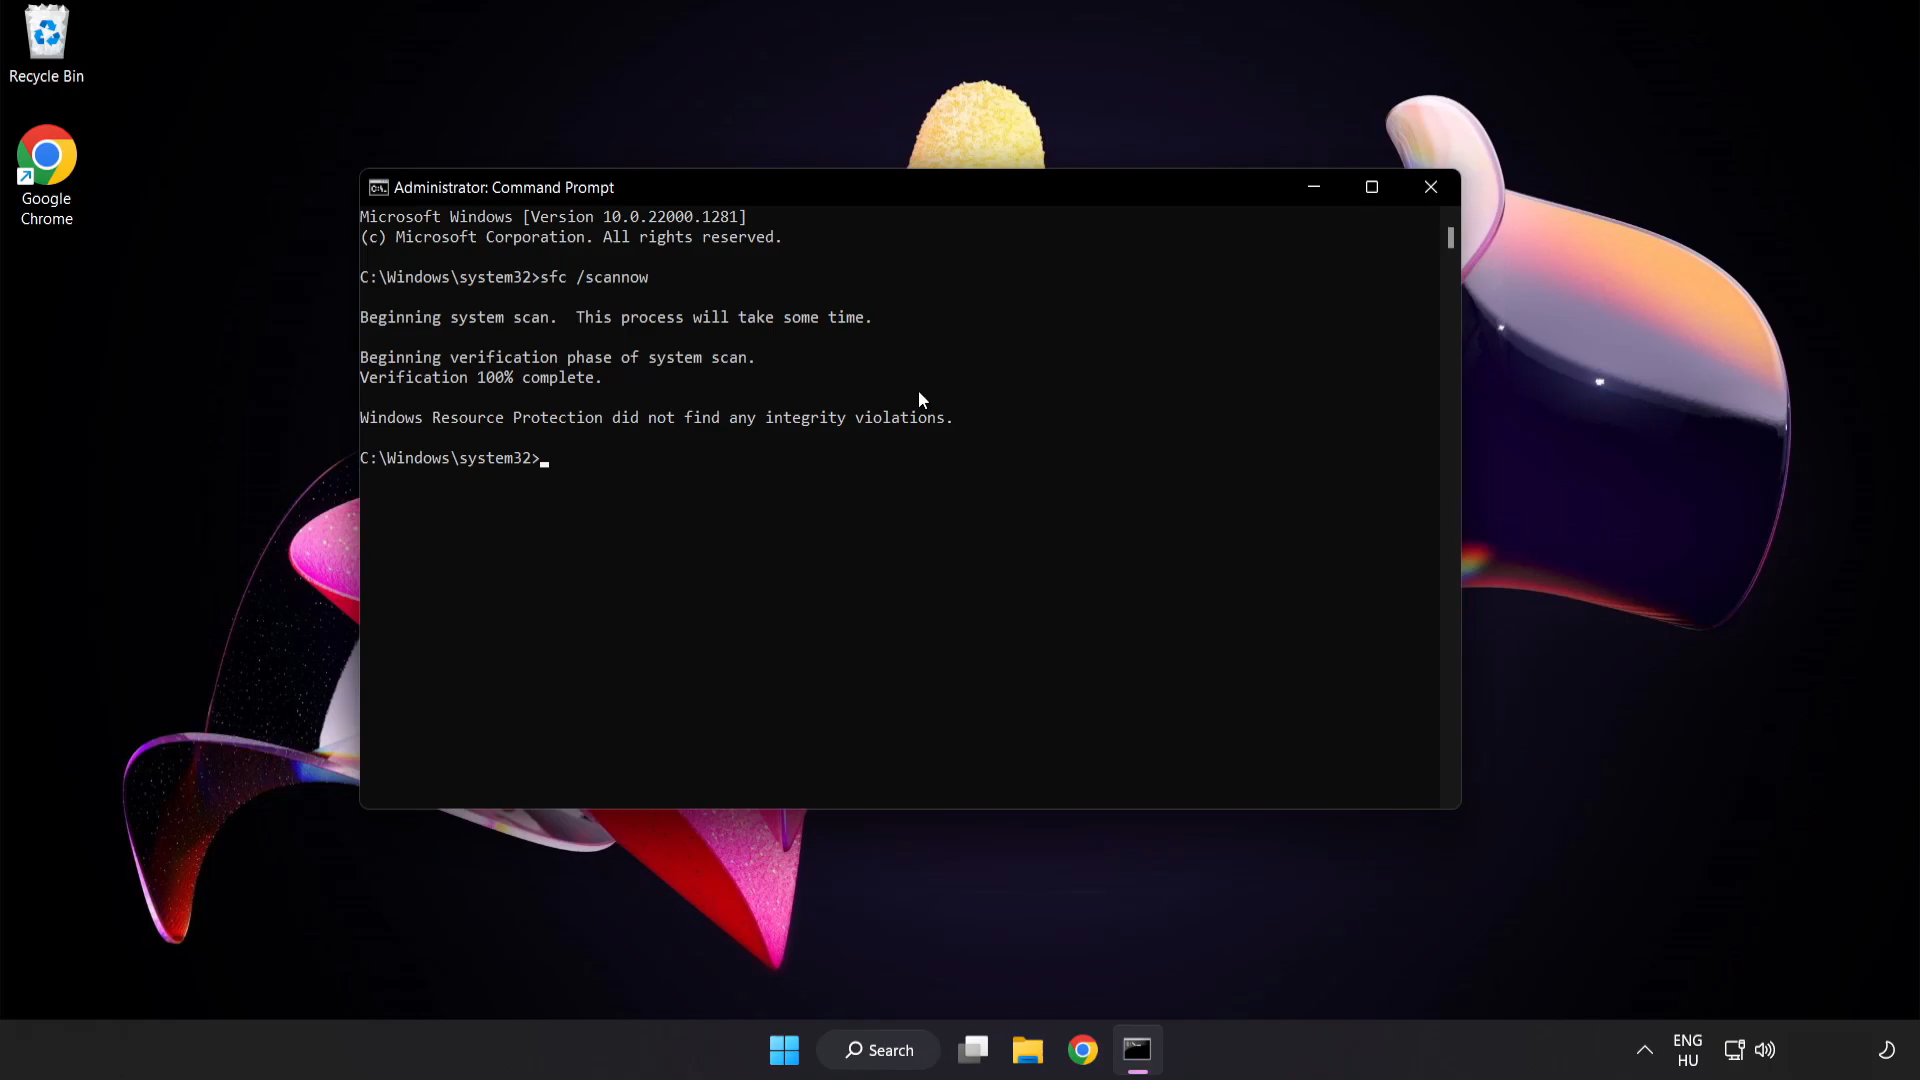 Recycle Bin
Google
Chrome
Administrator: Command Prompt
Microsoft Windows [Version 10.0.22000.1281]
(c) Microsoft Corporation. All rights reserved.
C:\Windows\system32>sfc /scannow
Beginning system scan.  This process will take some time.
Beginning verification phase of system scan.
Verification 100% complete.
Windows Resource Protection did not find any integrity violations.
C:\Windows\system32>
Search
ENG
HU